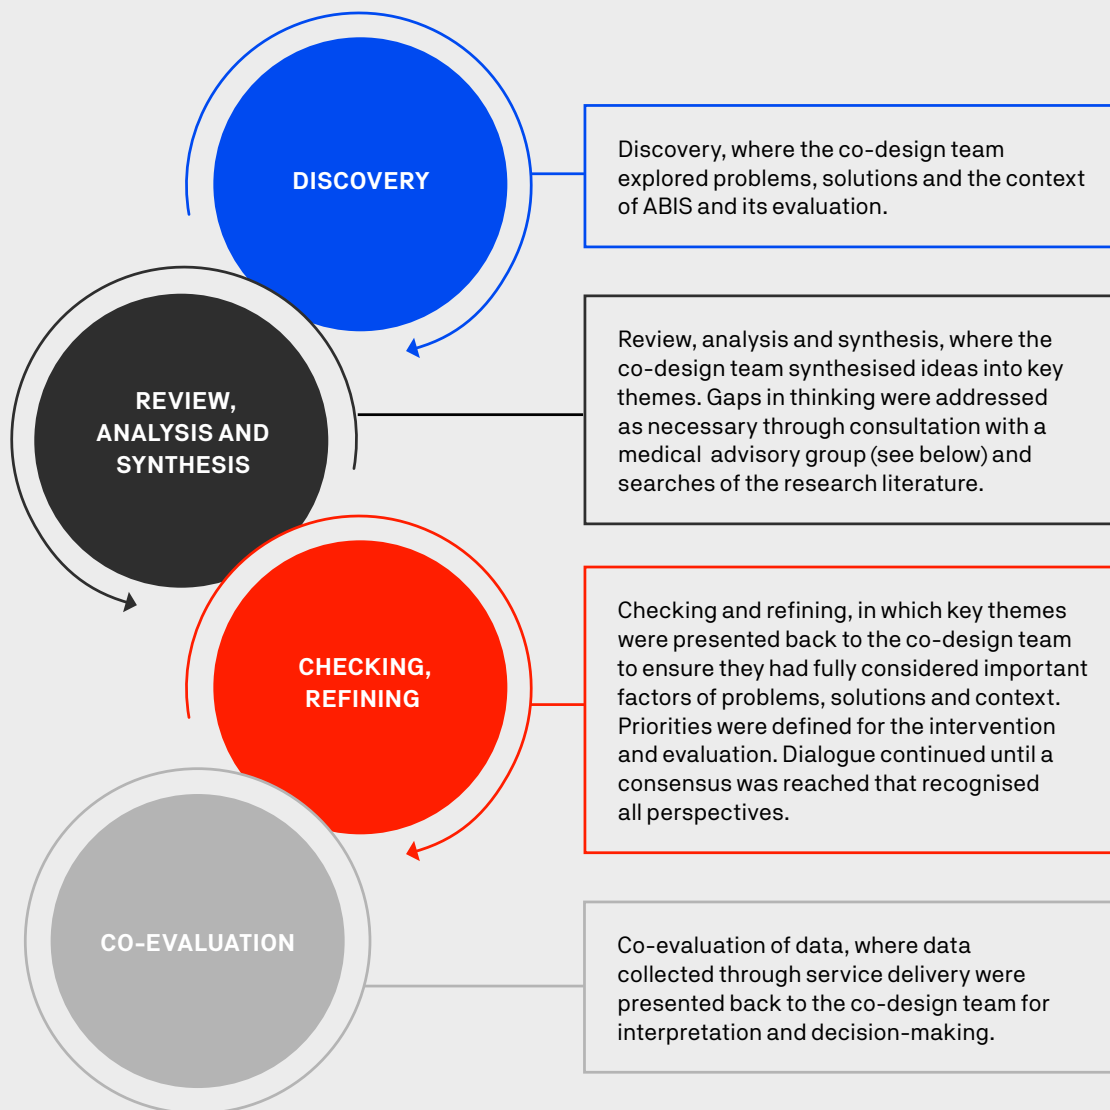 DISCOVERY
Discovery, where the co-design team
explored problems, solutions and the context
of ABIS and its evaluation.
REVIEW,
ANALYSIS AND
SYNTHESIS
Review, analysis and synthesis, where the
co-design team synthesised ideas into key
themes. Gaps in thinking were addressed
as necessary through consultation with a
medical advisory group (see below) and
searches of the research literature.
CHECKING,
REFINING
Checking and refining, in which key themes
were presented back to the co-design team
to ensure they had fully considered important
factors of problems, solutions and context.
Priorities were defined for the intervention
and evaluation. Dialogue continued until a
consensus was reached that recognised
all perspectives.
CO-EVALUATION
Co-evaluation of data, where data
collected through service delivery were
presented back to the co-design team for
interpretation and decision-making.